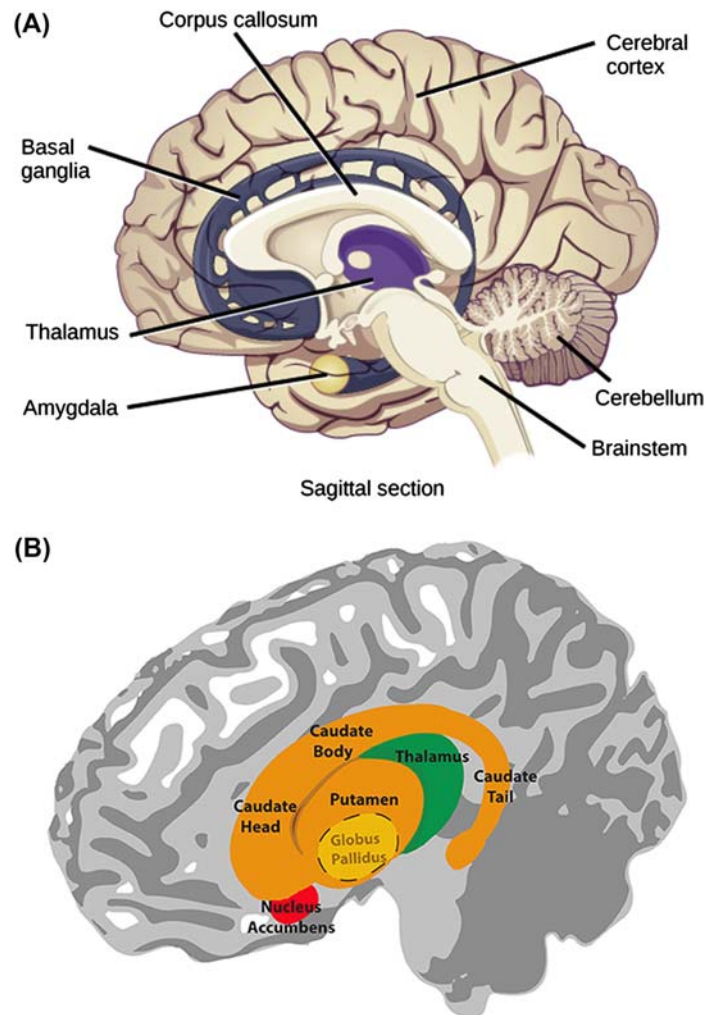 (A)
Corpus callosum
Cerebral
cortex
Basal
ganglia
Thalamus
Amygdala
Cerebellum
Brainstem
Sagittal section
(B)
Caudate
Body
Thalamus
Caudate
Tail
Caudate
Head
Putamen
Globus
Pallidus
Nucleus
Accumbens